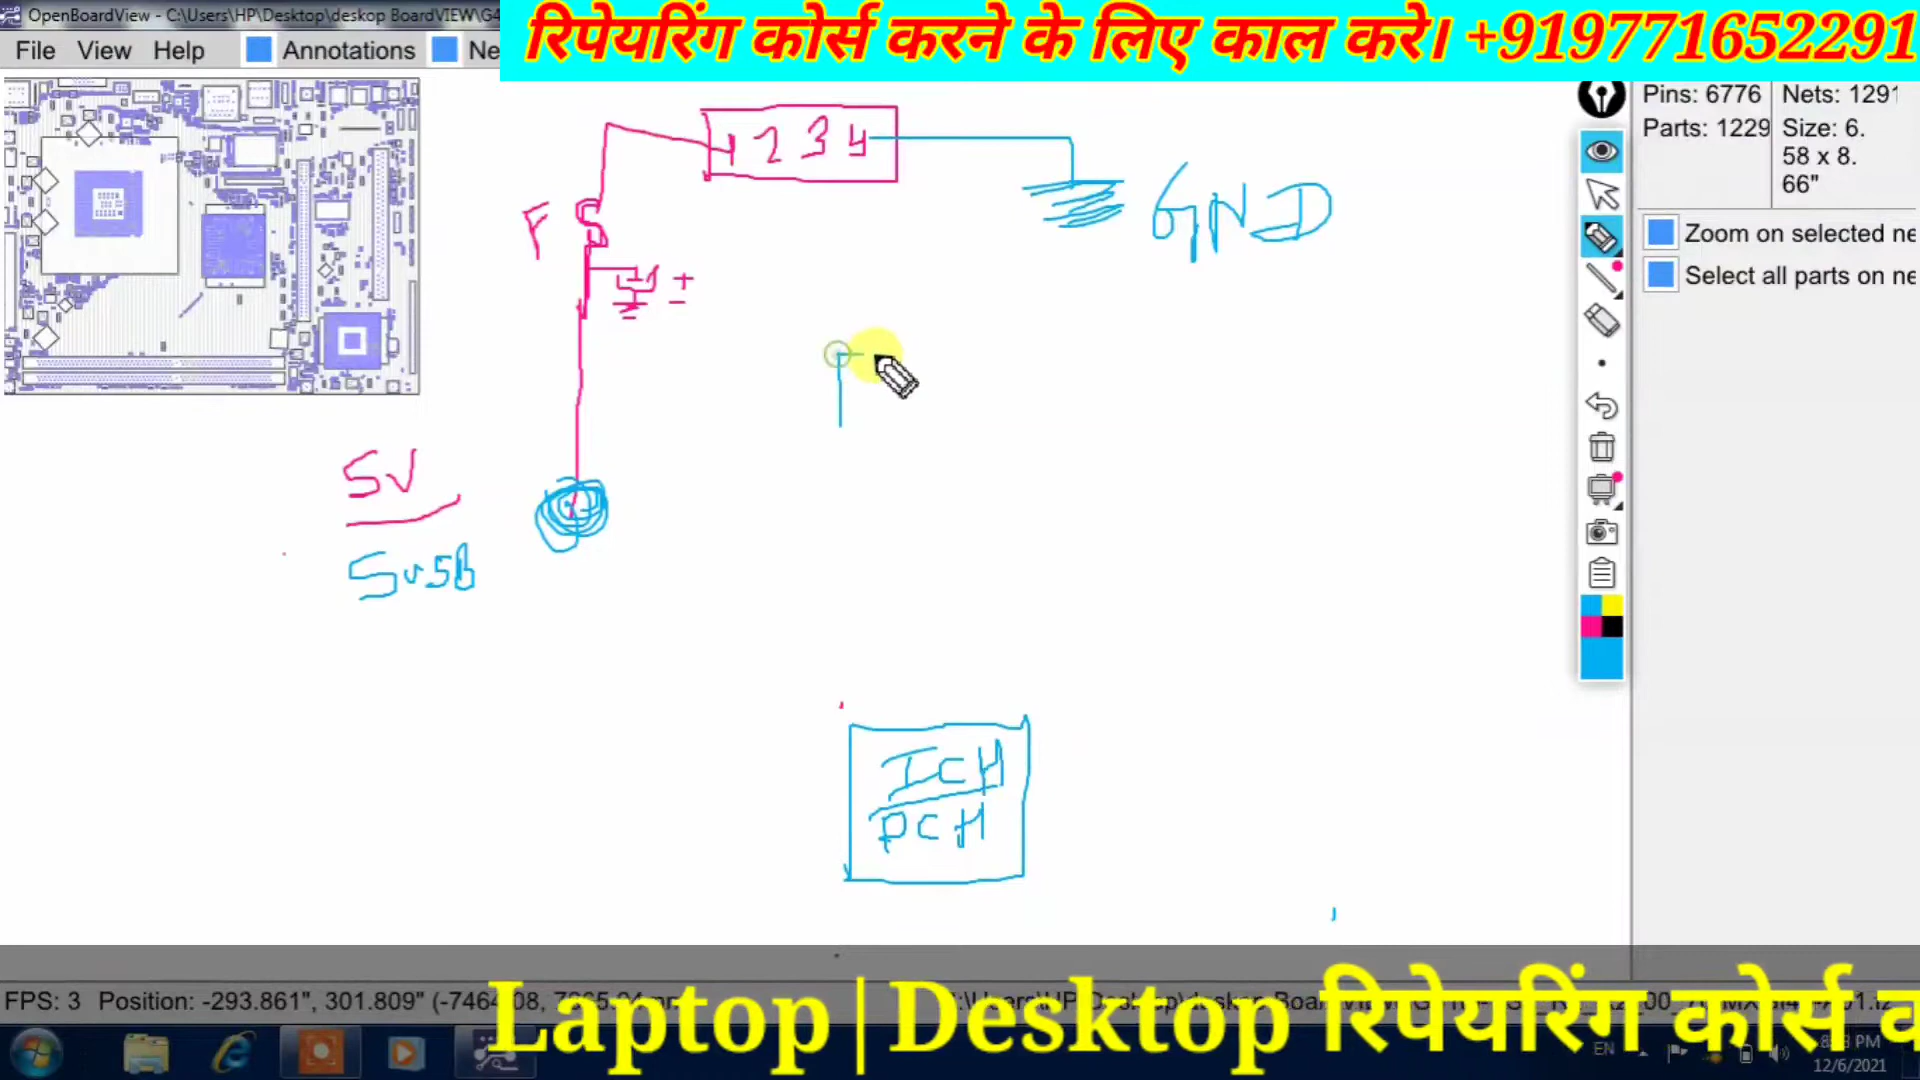 OpenBoardView - C:\Users\HP\Desktop\deskop BoardVIEW\G4
रिपेयरिंग कोर्स करने के लिए काल करे। +919771652291
File View Help Annotations Ne
Pins: 6776 Nets: 1291
Parts: 1229 Size: 6.
58 x 8.
66"
Zoom on selected ne
Select all parts on ne
1 2 3 4
GND
F
+
-
5V
5VSB
ICH
PCH
FPS: 3 Position: -293.861", 301.809"
Laptop|Desktop रिपेयरिंग कोर्स क
EN
PM
12/6/2021